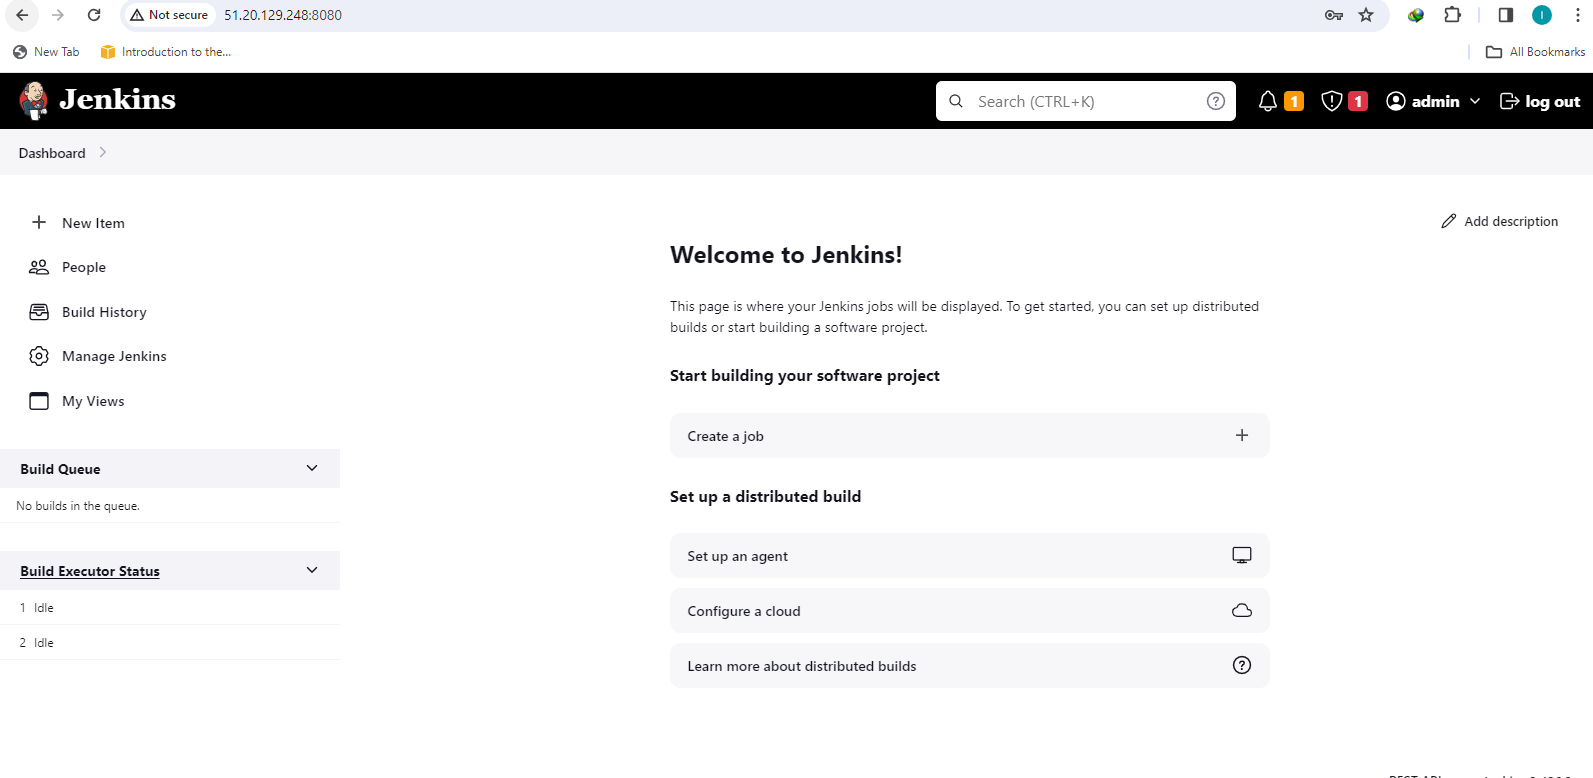 Not secure 51.20.129.248:8080
New Tab Introduction to the... All Bookmarks
Jenkins Search (CTRL+K) 1 1 admin log out
Dashboard
New Item
People
Build History
Manage Jenkins
My Views
Build Queue
No builds in the queue.
Build Executor Status
1 Idle
2 Idle
Add description
Welcome to Jenkins!
This page is where your Jenkins jobs will be displayed. To get started, you can set up distributed
builds or start building a software project.
Start building your software project
Create a job
Set up a distributed build
Set up an agent
Configure a cloud
Learn more about distributed builds